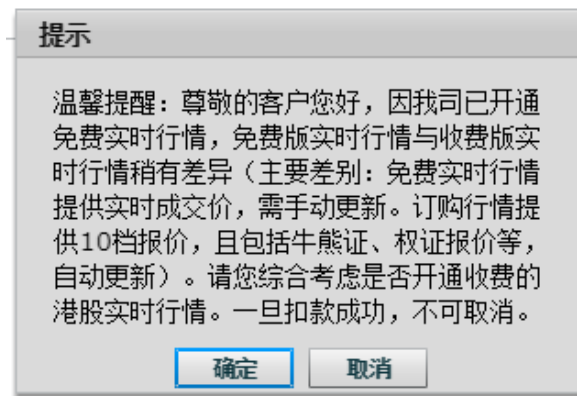 提示
温馨提醒：尊敬的客户您好，因我司已开通
免费实时行情，免费版实时行情与收费版实
时行情稍有差异（主要差别：免费实时行情
提供实时成交价，需手动更新。订购行情提
供10档报价，且包括牛熊证、权证报价等，
自动更新）。请您综合考虑是否开通收费的
港股实时行情。一旦扣款成功，不可取消。
确定
取消